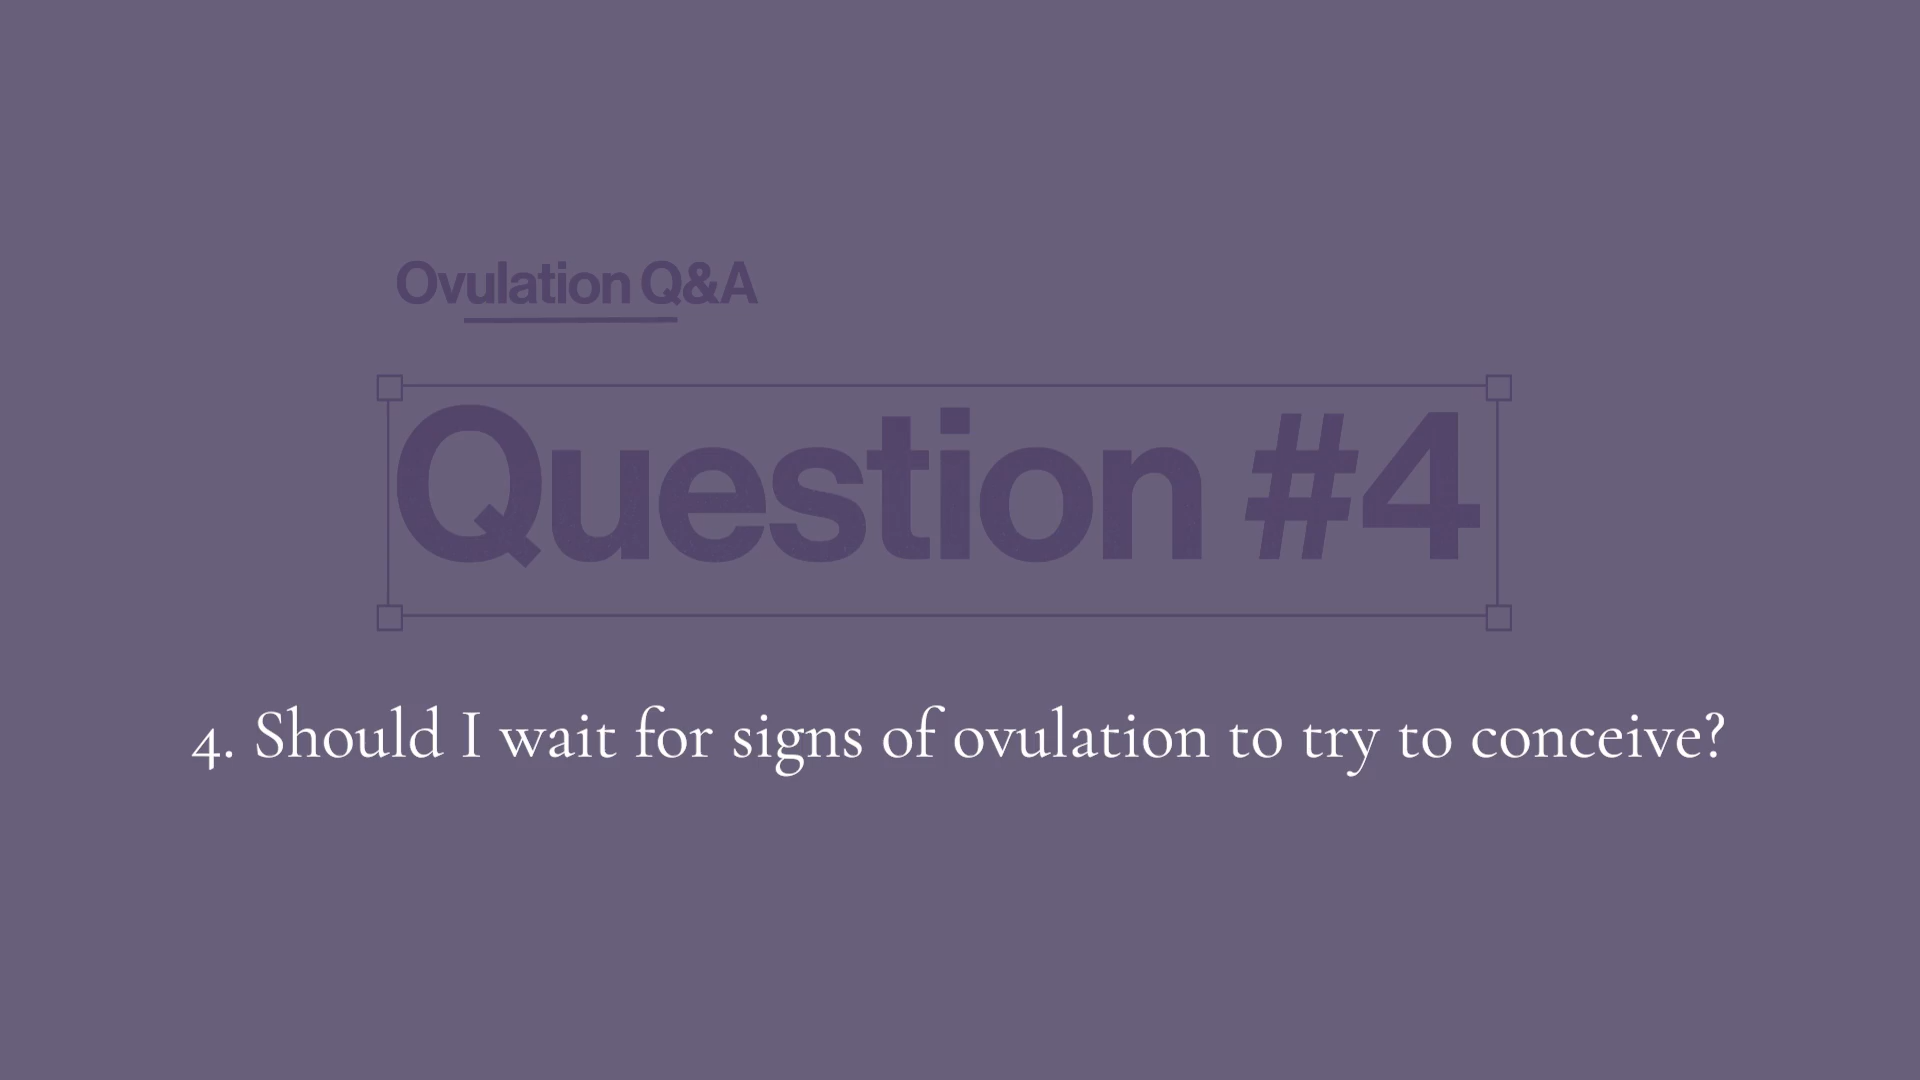 Ovulation Q&A
Question #4
4. Should I wait for signs of ovulation to try to conceive?